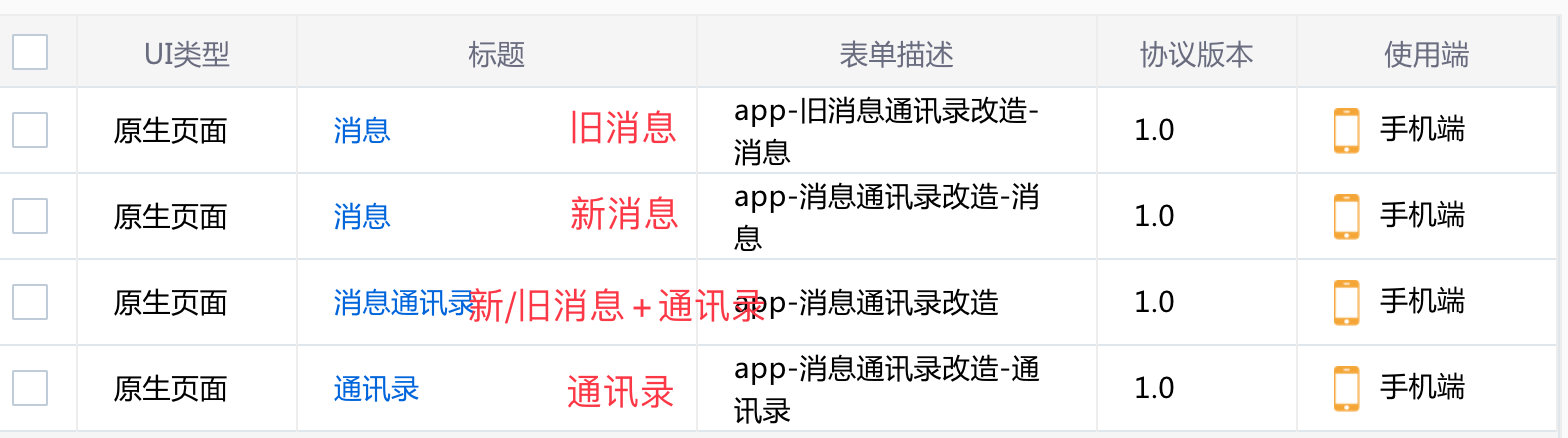 UI类型 标题 表单描述 协议版本 使用端
原生页面 消息 旧消息 app-旧消息通讯录改造-
消息 1.0 手机端
原生页面 消息 新消息 app-消息通讯录改造-消
息 1.0 手机端
原生页面 消息通讯录 新/旧消息+通讯录 app-消息通讯录改造 1.0 手机端
原生页面 通讯录 通讯录 app-消息通讯录改造-通
讯录 1.0 手机端